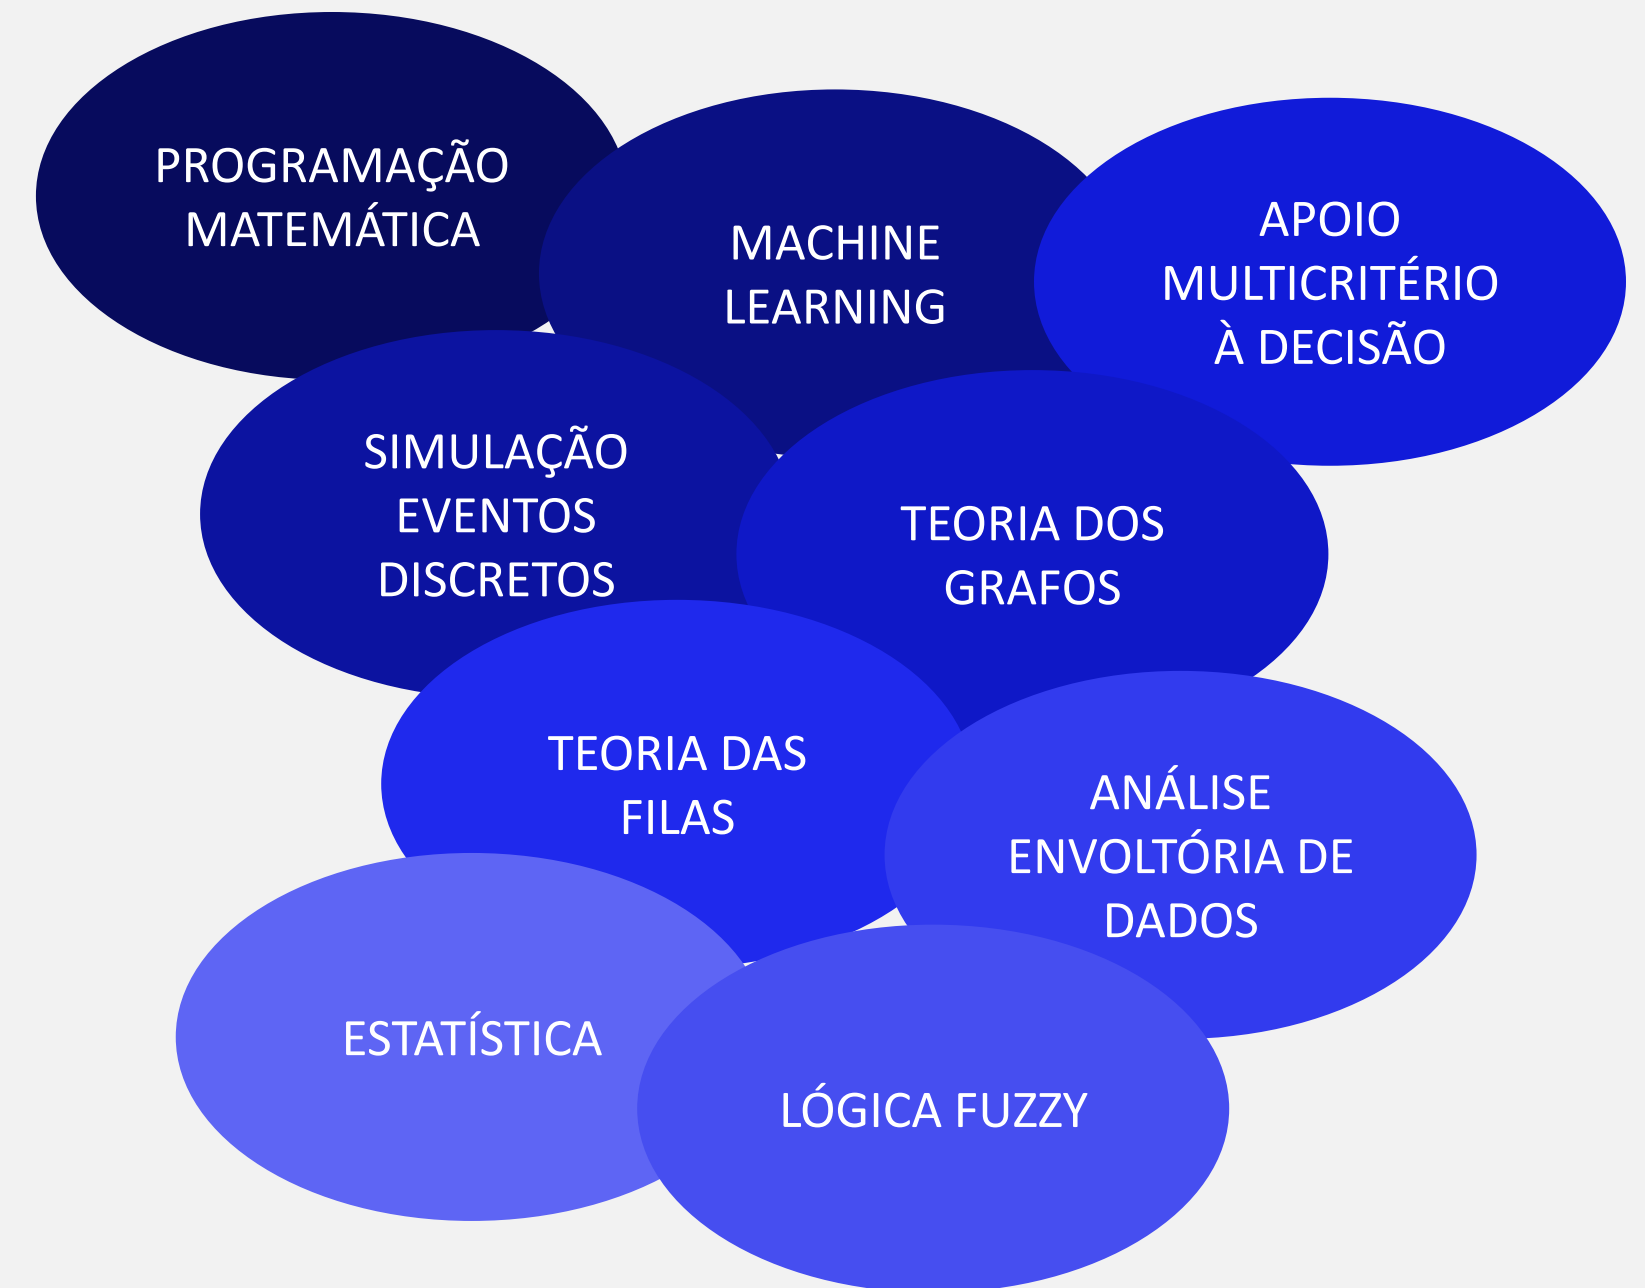 PROGRAMAÇÃO
MATEMÁTICA
MACHINE
LEARNING
APOIO
MULTICRITÉRIO
À DECISÃO
SIMULAÇÃO
EVENTOS
DISCRETOS
TEORIA DOS
GRAFOS
TEORIA DAS
FILAS
ANÁLISE
ENVOLTÓRIA DE
DADOS
ESTATÍSTICA
LÓGICA FUZZY